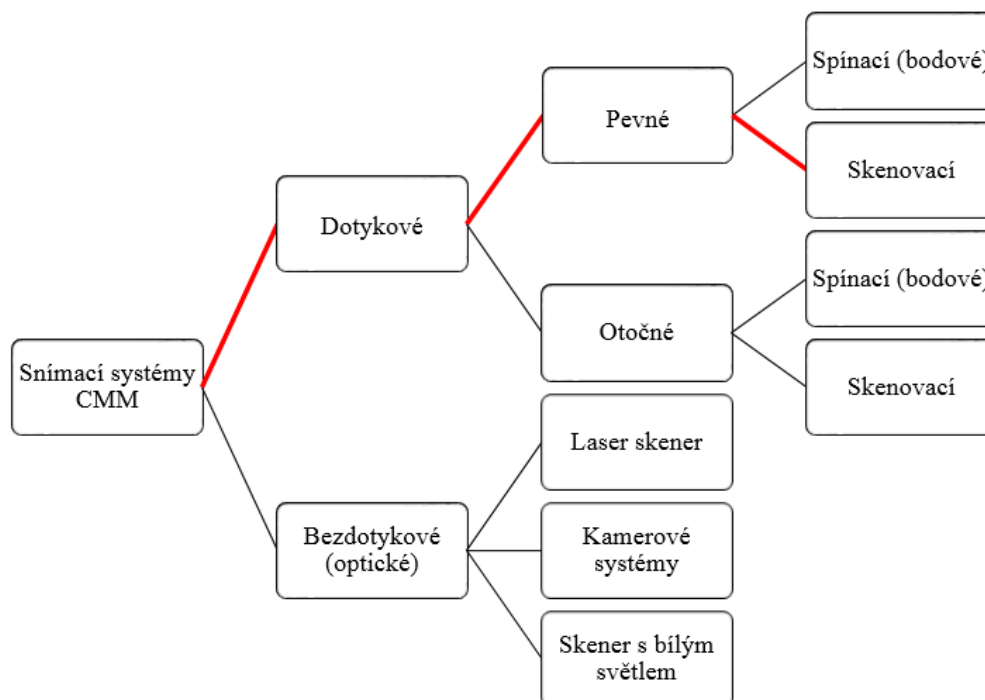 Snímací systémy
CMM
Dotykové
Pevné
Spínací (bodové)
Skenovací
Otočné
Spínací (bodové)
Skenovací
Bezdotykové
(optické)
Laser skener
Kamerové
systémy
Skener s bílým
světlem